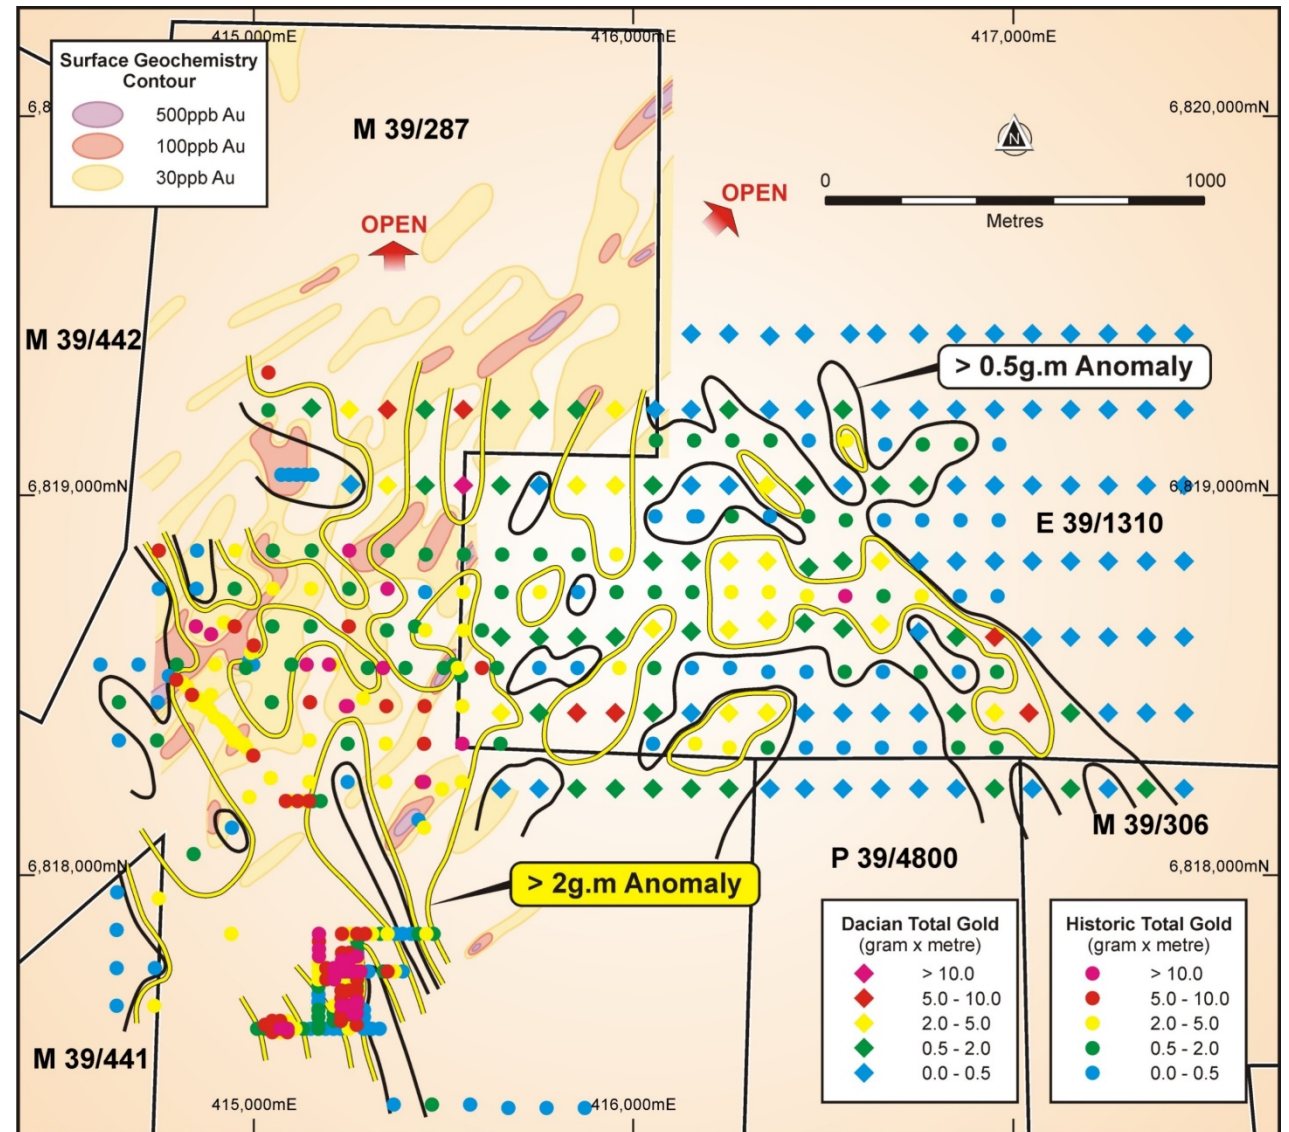 415,000mE
416,000mE
417,000mE
Surface Geochemistry
Contour
500ppb Au
100ppb Au
30ppb Au
6,8
6,820,000mN
M 39/287
N
0
1000
Metres
OPEN
OPEN
M 39/442
> 0.5g.m Anomaly
6,819,000mN
6,819,000mN
E 39/1310
M 39/306
P 39/4800
6,818,000mN
6,818,000mN
> 2g.m Anomaly
Dacian Total Gold
(gram x metre)
> 10.0
5.0 - 10.0
2.0 - 5.0
0.5 - 2.0
0.0 - 0.5
Historic Total Gold
(gram x metre)
> 10.0
5.0 - 10.0
2.0 - 5.0
0.5 - 2.0
0.0 - 0.5
M 39/441
415,000mE
416,000mE